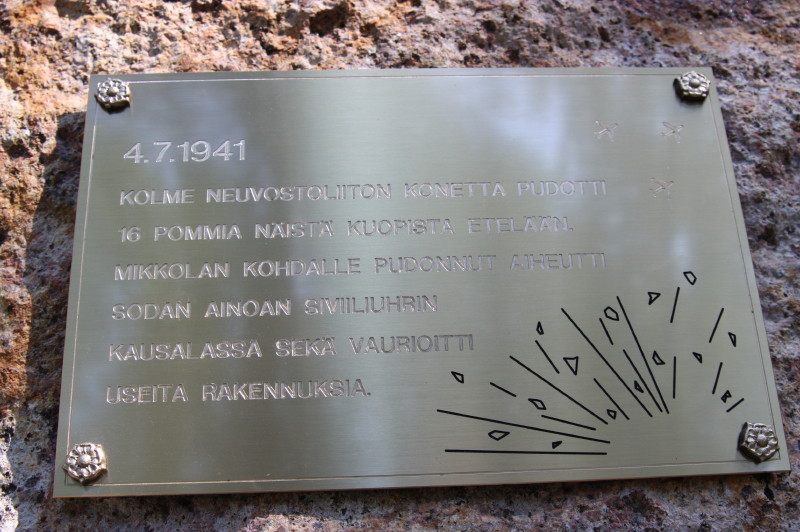 4.7.1941
KOLME NEUVOSTOLIITON KONETTA PUDOTTI
16 POMMIA NÄISTÄ KUOPISTA ETELÄÄN.
MIKKOLAN KOHDALLE PUDONNUT AIHEUTTI
SODAN AINOAN SIVIILIUHRIN
KAUSALASSA SEKÄ VAURIOITTI
USEITA RAKENNUKSIA.